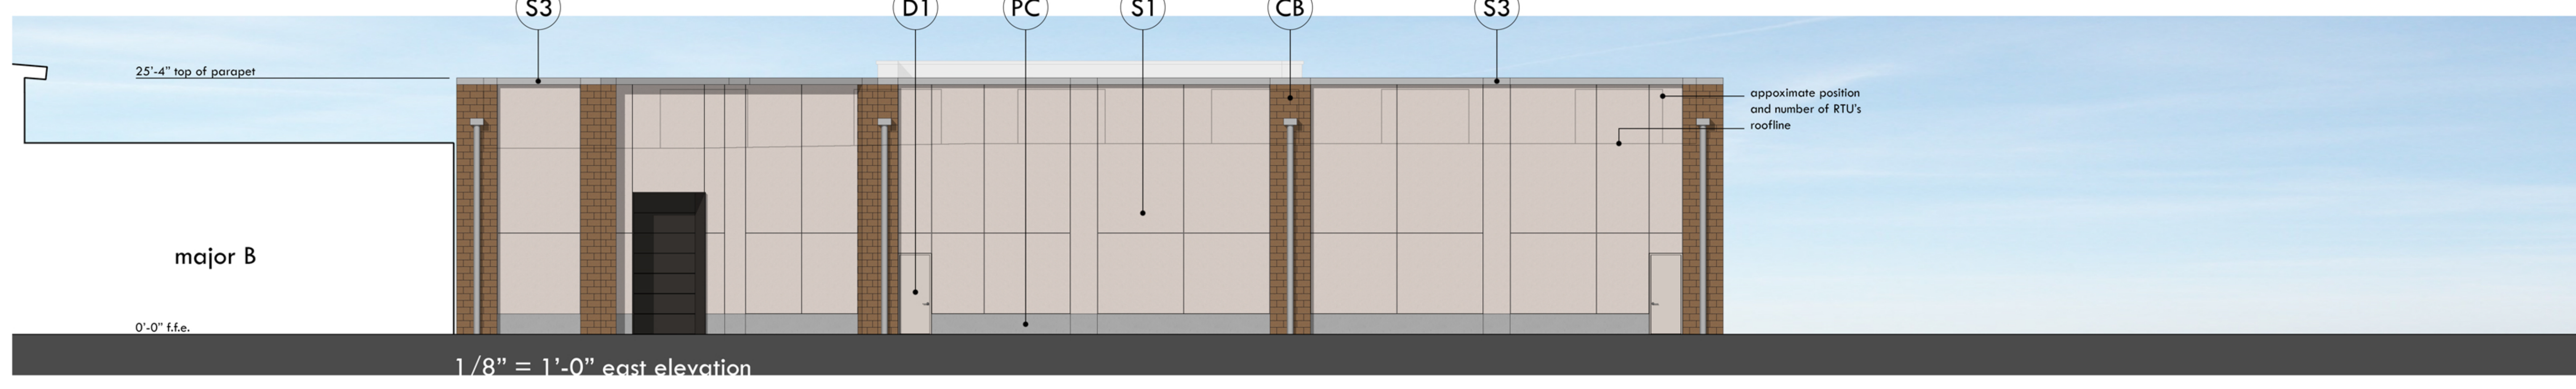 S3
D1
PC
S1
CB
S3
25'-4" top of parapet
appoximate position
and number of RTU's
roofline
major B
0'-0" f.f.e.
1/8" = 1'-0" east elevation